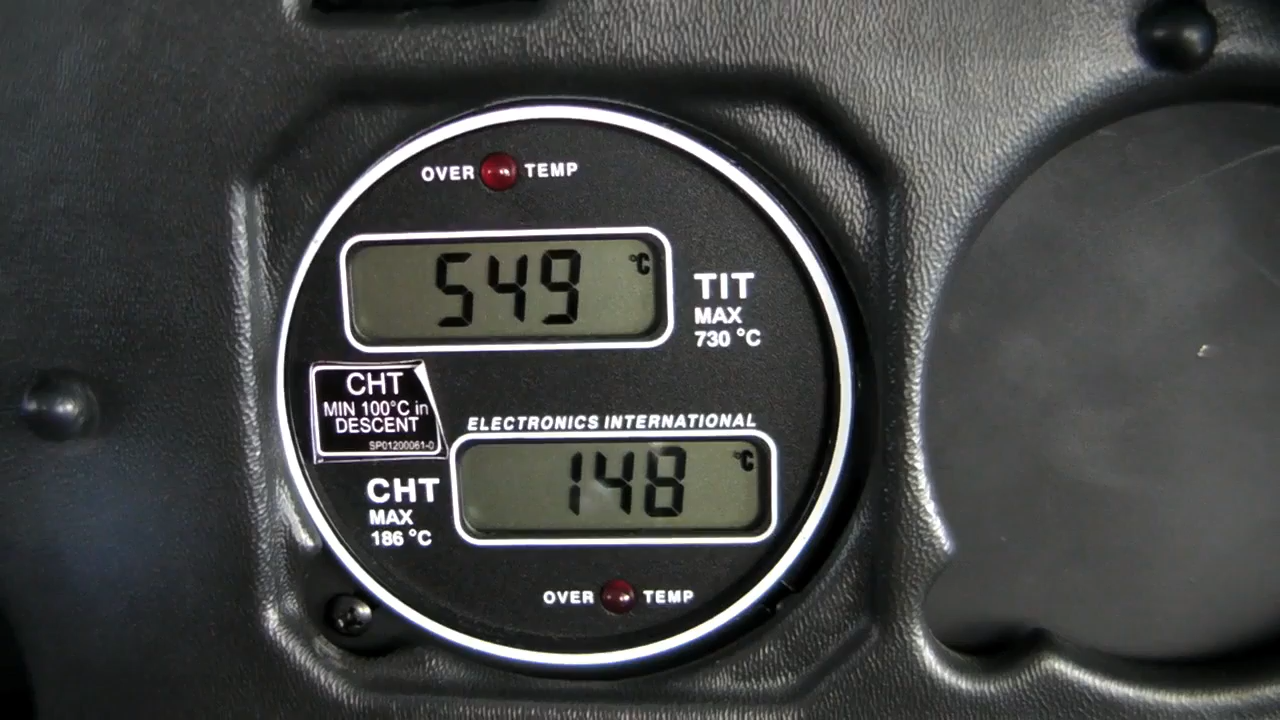 OVER TEMP
549 °C
TIT
MAX
730 °C
CHT
MIN 100°C in
DESCENT
SP01200061-0
ELECTRONICS INTERNATIONAL
148 °C
CHT
MAX
186 °C
OVER TEMP